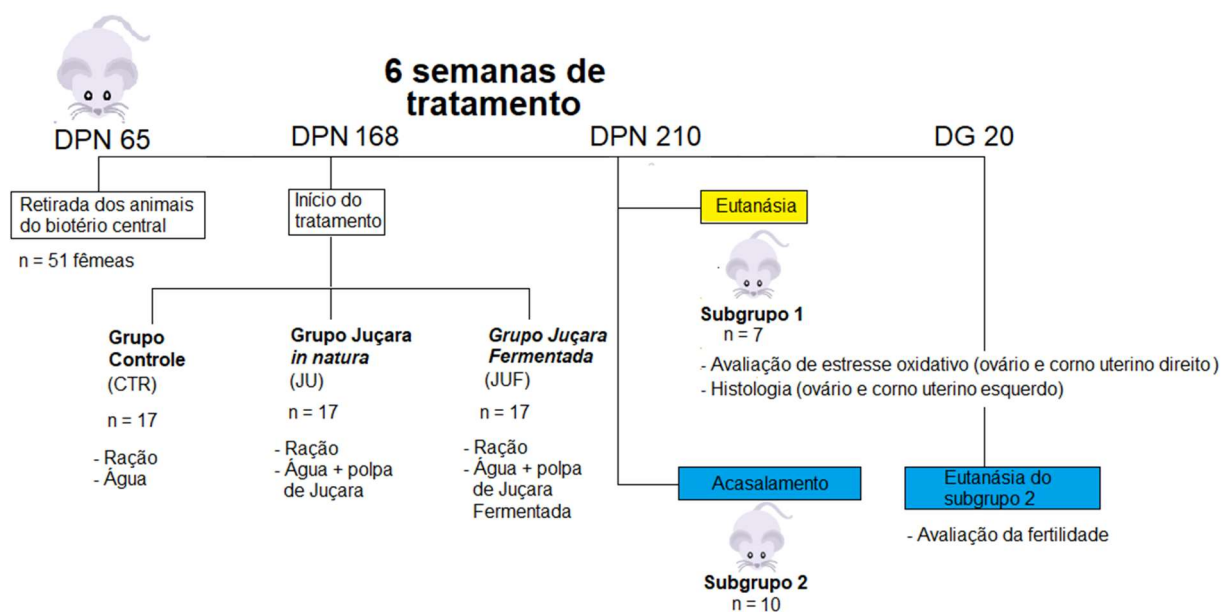 6 semanas de
tratamento
DPN 65
DPN 168
DPN 210
DG 20
Retirada dos animais
do biotério central
n = 51 fêmeas
Início do
tratamento
Grupo
Controle
(CTR)
n = 17
- Ração
- Água
Grupo Juçara
in natura
(JU)
n = 17
- Ração
- Água + polpa
de Juçara
Grupo Juçara
Fermentada
(JUF)
n = 17
- Ração
- Água + polpa
de Juçara
Fermentada
Eutanásia
Subgrupo 1
n = 7
- Avaliação de estresse oxidativo (ovário e corno uterino direito )
- Histologia (ovário e corno uterino esquerdo)
Acasalamento
Subgrupo 2
n = 10
Eutanásia do
subgrupo 2
- Avaliação da fertilidade